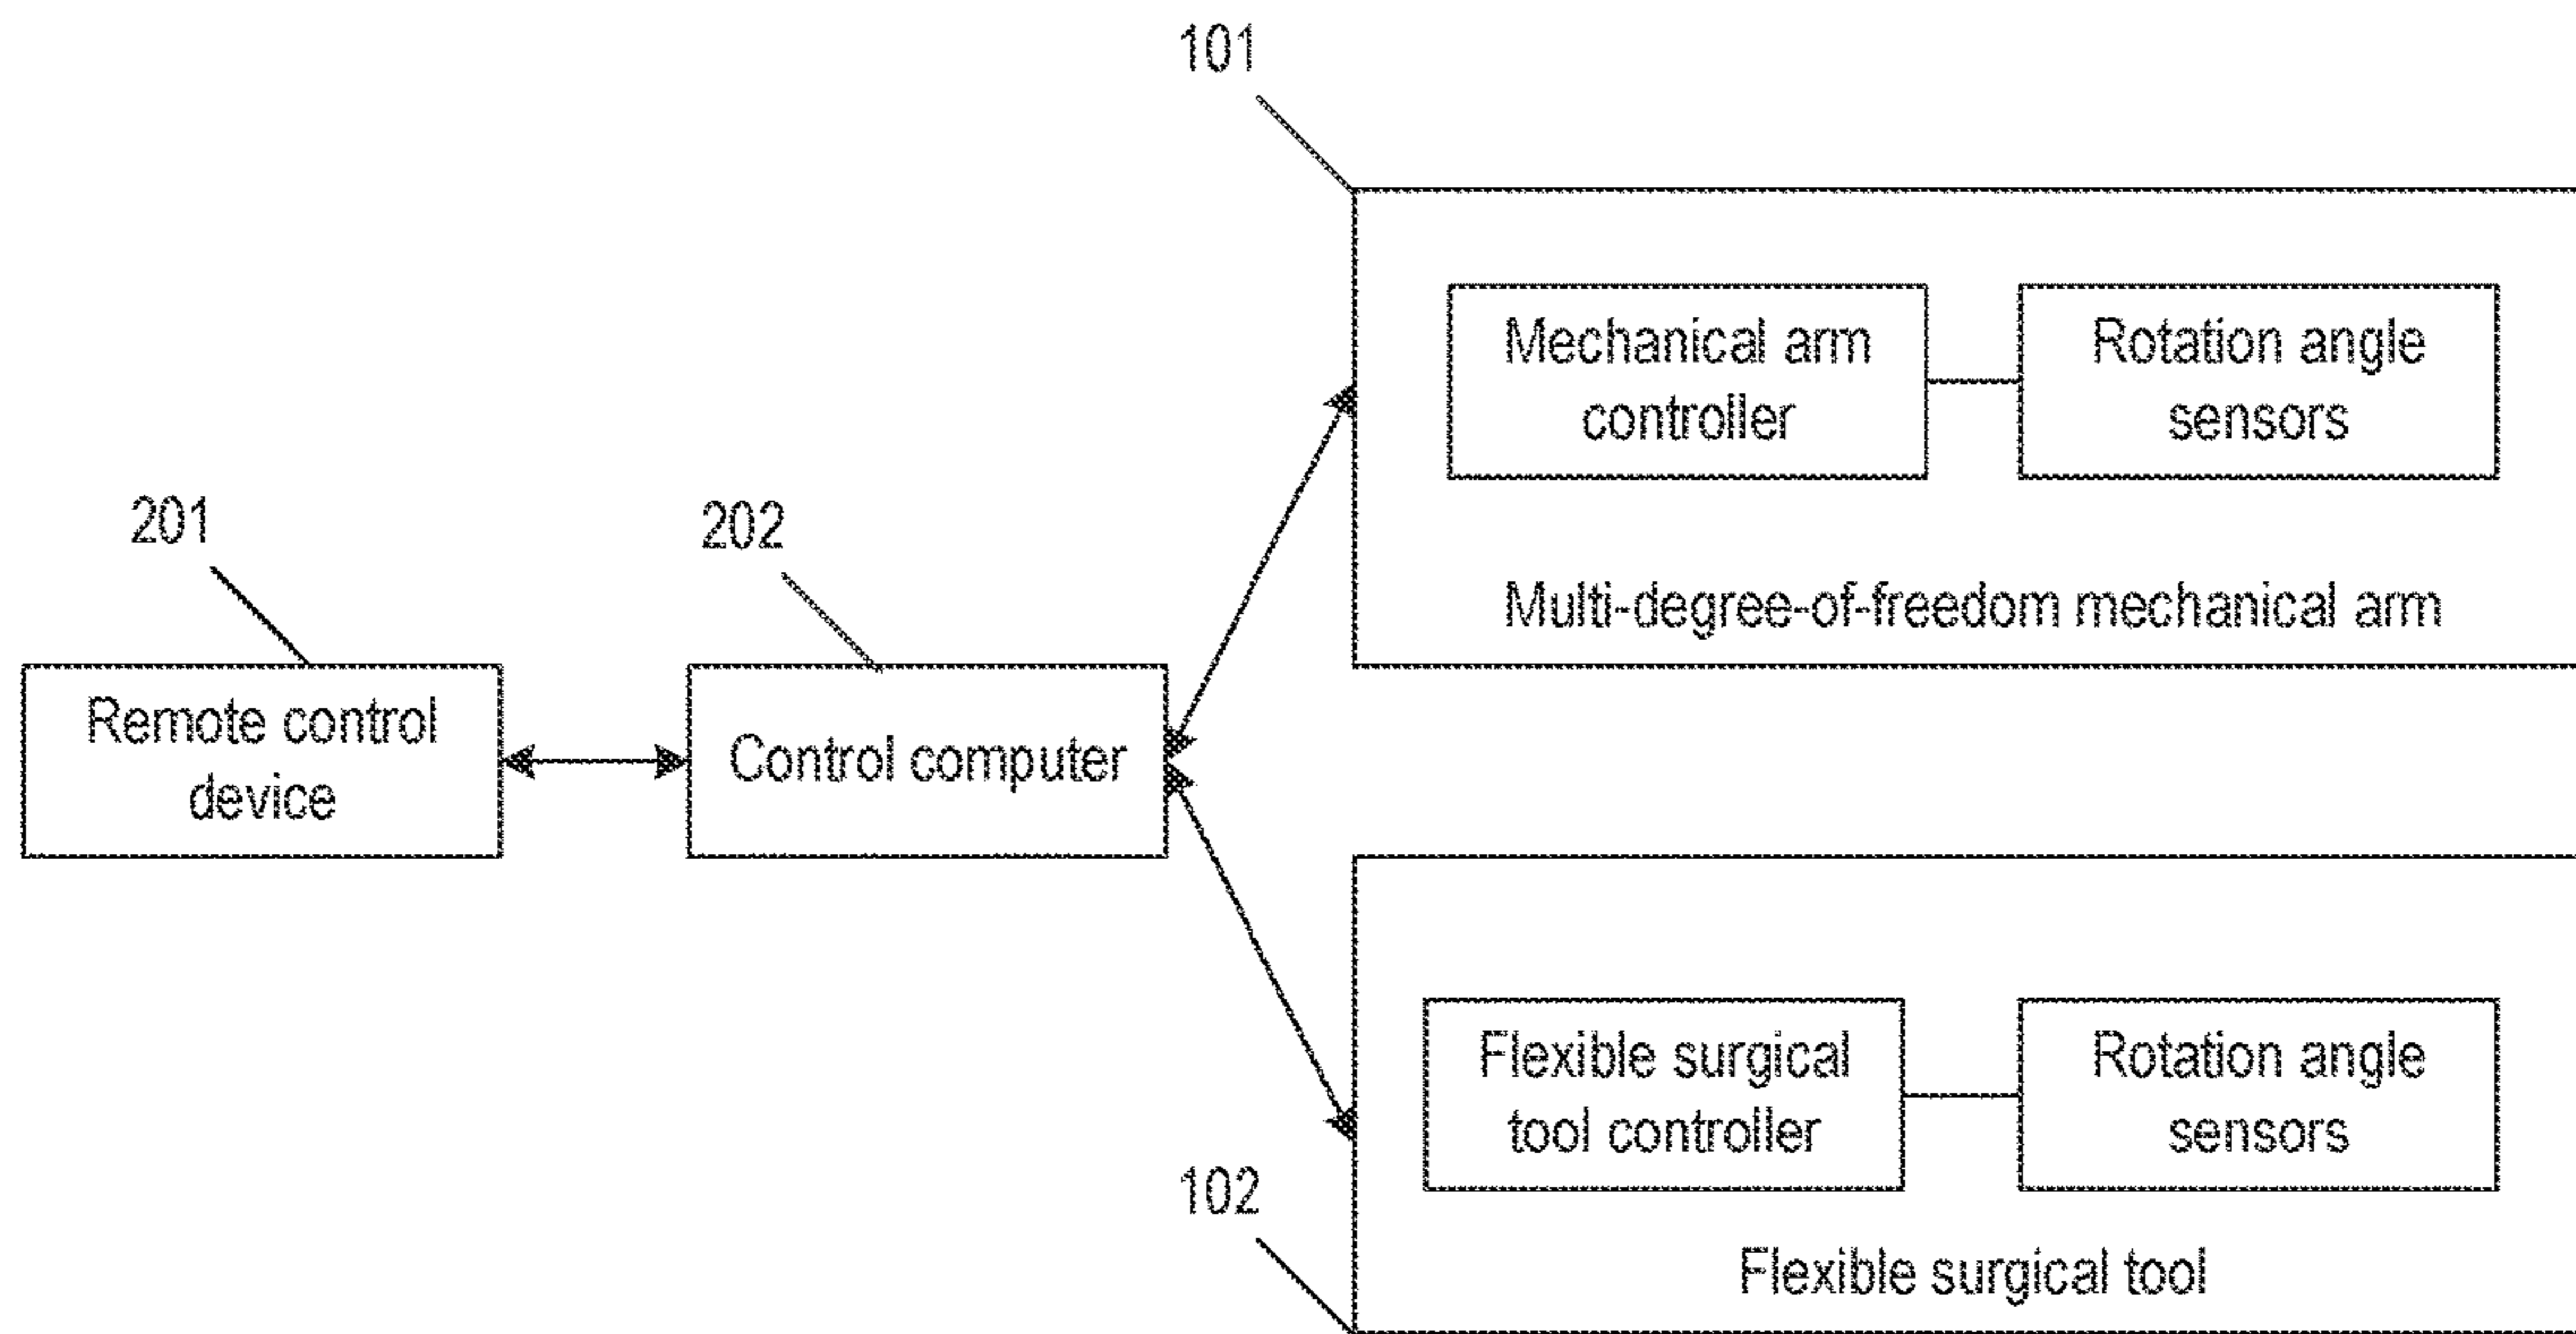 101
Mechanical arm
controller
Rotation angle
sensors
Multi-degree-of-freedom mechanical arm
201
202
Remote control
device
Control computer
Flexible surgical
tool controller
Rotation angle
sensors
102
Flexible surgical tool